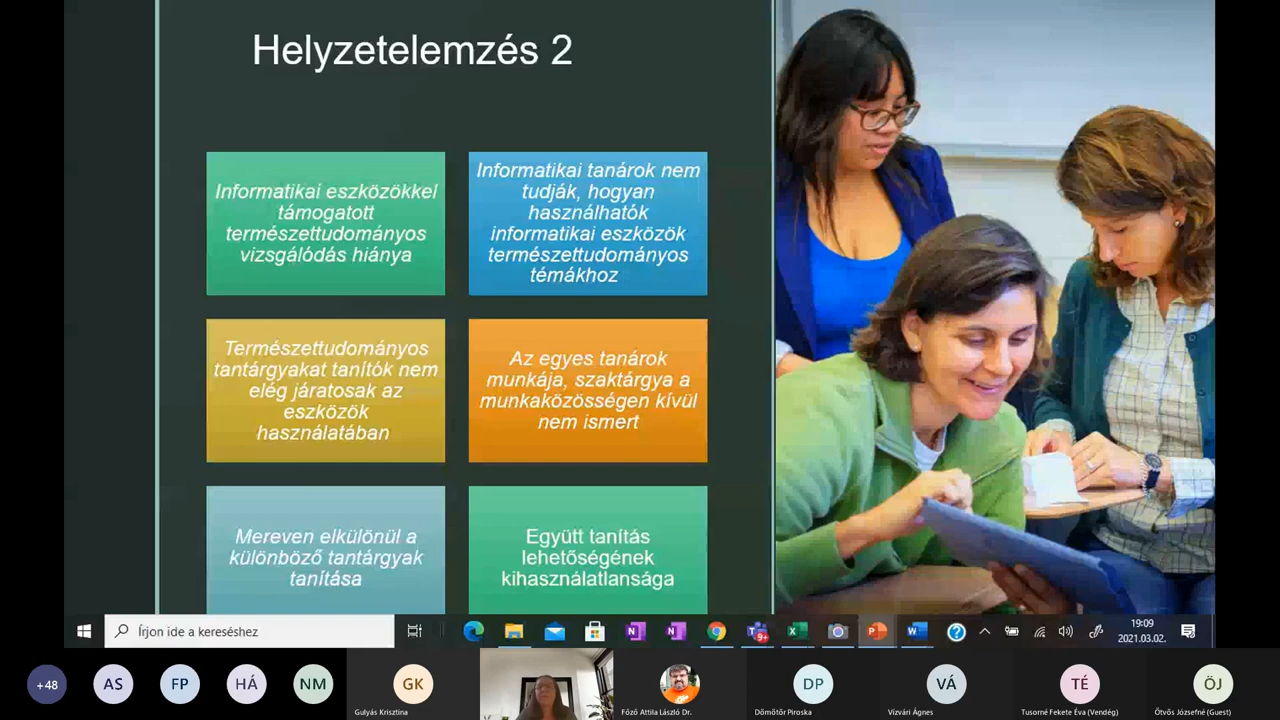 Helyzetelemzés 2
Informatikai eszközökkel
támogatott
természettudományos
vizsgálódás hiánya
Informatikai tanárok nem
tudják, hogyan
használhatók
informatikai eszközök
természettudományos
témákhoz
Természettudományos
tantárgyakat tanítók nem
elég járatosak az
eszközök
használatában
Az egyes tanárok
munkája, szaktárgya a
munkaközösségen kívül
nem ismert
Mereven elkülönül a
különböző tantárgyak
tanítása
Együtt tanítás
lehetőségének
kihasználatlansága
Írjon ide a kereséshez
9+
19:09
2021.03.02.
+48
AS
FP
HÁ
NM
GK
DP
VÁ
TÉ
ÖJ
Gulyás Krisztina
Főző Attila László Dr.
Dömötör Piroska
Vízvári Ágnes
Tusorné Fekete Éva (Vendég)
Ötvös Józsefné (Guest)